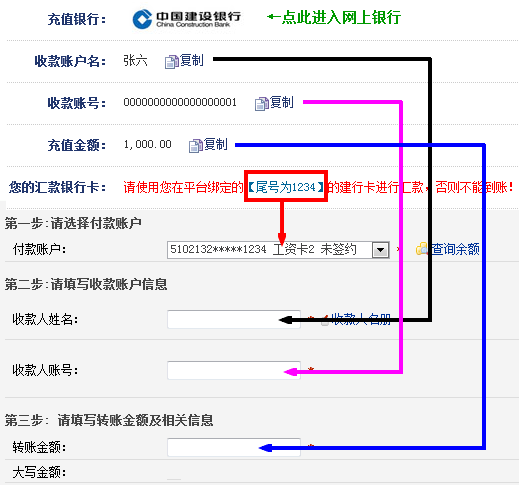 充值银行： 中国建设银行 China Construction Bank ←点此进入网上银行
收款账户名： 张六 复制
收款账号： 0000000000000000001 复制
充值金额： 1,000.00 复制
您的汇款银行卡： 请使用您在平台绑定的【尾号为1234】的建行卡进行汇款，否则不能到账！
第一步:请选择付款账户
付款账户： 5102132*****1234 工资卡2 未签约 * 查询余额
第二步:请填写收款账户信息
收款人姓名： * 收款人名册
收款人账号： *
第三步: 请填写转账金额及相关信息
转账金额： *
大写金额：